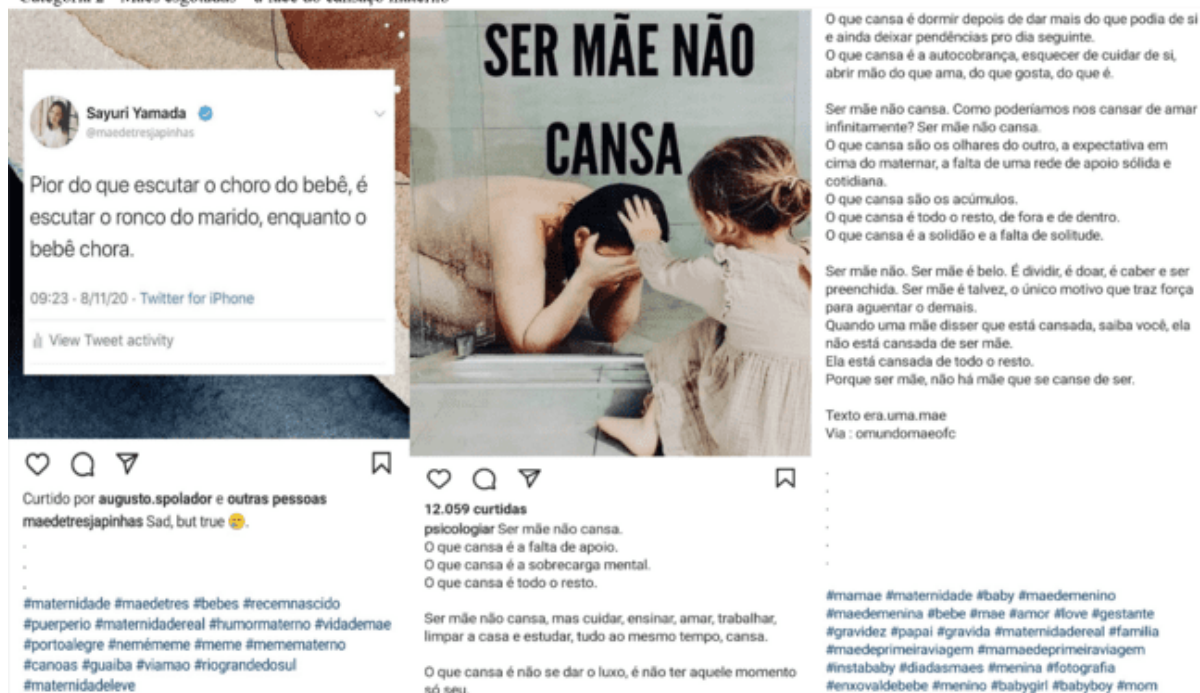 Categoria 2 – Mães esgotadas – a face do cansaço materno
Sayuri Yamada
@maedetresjapinhas
Pior do que escutar o choro do bebê, é
escutar o ronco do marido, enquanto o
bebê chora.
09:23 - 8/11/20 - Twitter for iPhone
View Tweet activity
Curtido por augusto.spolador e outras pessoas
maedetresjapinhas Sad, but true 😢.
.
.
.
#maternidade #maedetres #bebes #recemnascido
#puerperio #maternidadereal #humormaterno #vidademae
#portoalegre #nemémeme #meme #mememateno
#canoas #guaiba #viamao #riograndedosul
#maternidadeleve
SER MÃE NÃO
CANSA
12.059 curtidas
psicologiar Ser mãe não cansa.
O que cansa é a falta de apoio.
O que cansa é a sobrecarga mental.
O que cansa é todo o resto.
Ser mãe não cansa, mas cuidar, ensinar, amar, trabalhar,
limpar a casa e estudar, tudo ao mesmo tempo, cansa.
O que cansa é não se dar o luxo, é não ter aquele momento
só seu.
O que cansa é dormir depois de dar mais do que podia de si
e ainda deixar pendências pro dia seguinte.
O que cansa é a autocobrança, esquecer de cuidar de si,
abrir mão do que ama, do que gosta, do que é.
Ser mãe não cansa. Como poderíamos nos cansar de amar
infinitamente? Ser mãe não cansa.
O que cansa são os olhares do outro, a expectativa em
cima do maternar, a falta de uma rede de apoio sólida e
cotidiana.
O que cansa são os acúmulos.
O que cansa é todo o resto, de fora e de dentro.
O que cansa é a solidão e a falta de solitude.
Ser mãe não. Ser mãe é belo. É dividir, é doar, é caber e ser
preenchida. Ser mãe é talvez, o único motivo que traz força
para aguentar o demais.
Quando uma mãe disser que está cansada, saiba você, ela
não está cansada de ser mãe.
Ela está cansada de todo o resto.
Porque ser mãe, não há mãe que se canse de ser.
Texto era.uma.mae
Via : omundomaeofc
.
.
.
.
.
.
#mamae #maternidade #baby #maedemenino
#maedemenina #bebe #mae #amor #love #gestante
#gravidez #papai #gravida #maternidadereal #familia
#maedeprimeiraviagem #mamaedeprimeiraviagem
#instababy #diadasmaes #menina #fotografia
#enxovaldebebe #menino #babygirl #babyboy #mom